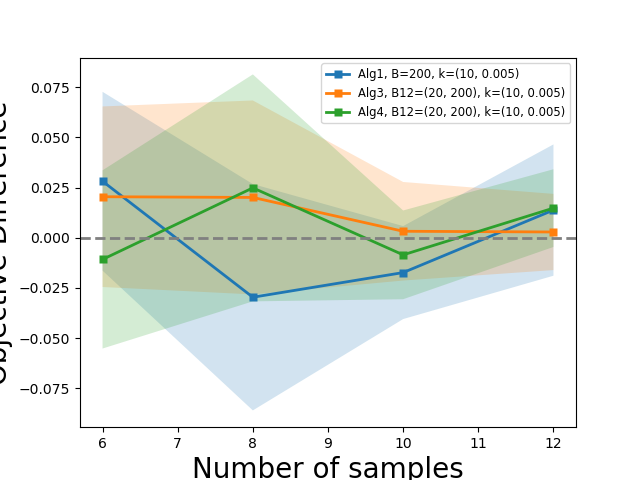 Alg1, B=200, k=(10, 0.005)
Alg3, B12=(20, 200), k=(10, 0.005)
Alg4, B12=(20, 200), k=(10, 0.005)
0.075
0.050
0.025
0.000
−0.025
−0.050
−0.075
Objective Difference
6 7 8 9 10 11 12
Number of samples